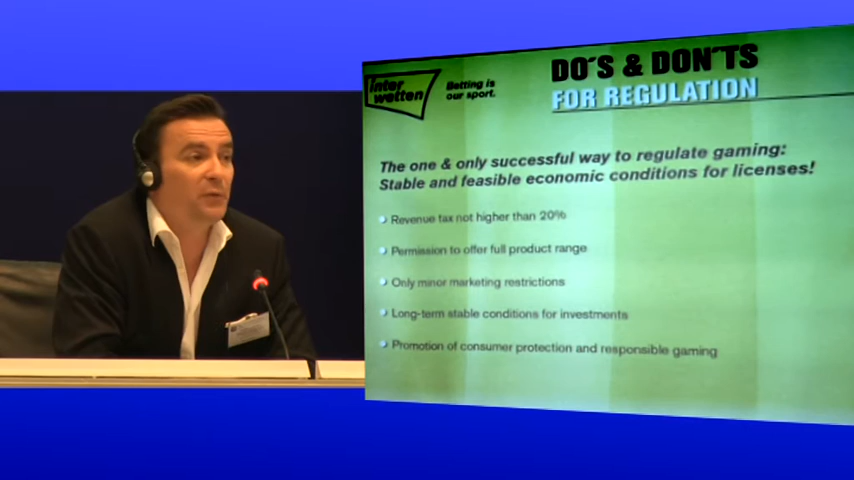 inter
wetten
Betting is
our sport.
DO´S & DON´TS
FOR REGULATION
The one & only successful way to regulate gaming:
Stable and feasible economic conditions for licenses!
Revenue tax not higher than 20%
Permission to offer full product range
Only minor marketing restrictions
Long-term stable conditions for investments
Promotion of consumer protection and responsible gaming